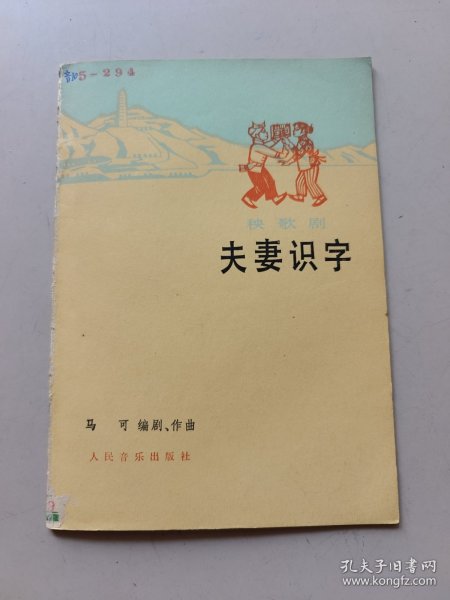 5-294
秧歌剧
夫妻识字
马可 编剧、作曲
人民音乐出版社
孔夫子旧书网
www.kongfz.com